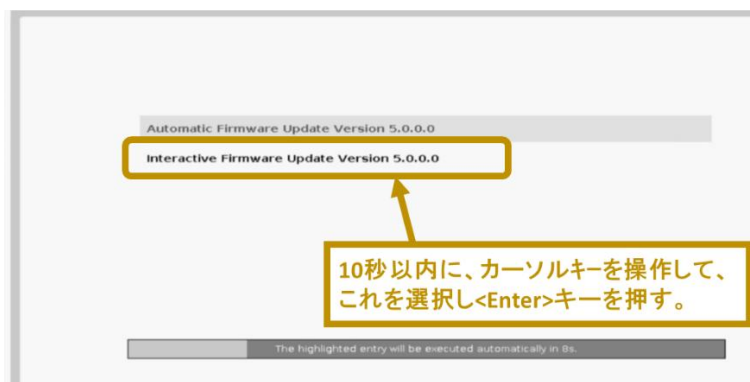 Automatic Firmware Update Version 5.0.0.0
Interactive Firmware Update Version 5.0.0.0
10秒以内に、カーソルキーを操作して、
これを選択し<Enter>キーを押す。
The highlighted entry will be executed automatically in 8s.